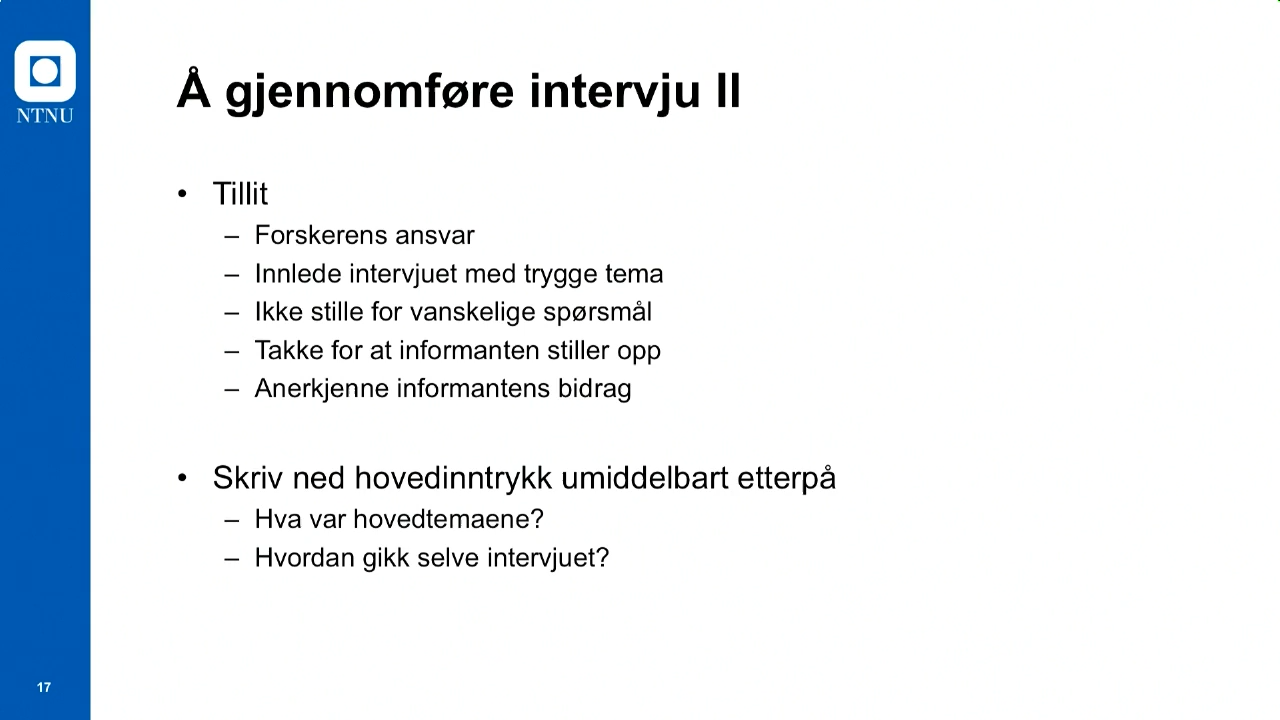 NTNU
Å gjennomføre intervju II
• Tillit
– Forskerens ansvar
– Innlede intervjuet med trygge tema
– Ikke stille for vanskelige spørsmål
– Takke for at informanten stiller opp
– Anerkjenne informantens bidrag
• Skriv ned hovedinntrykk umiddelbart etterpå
– Hva var hovedtemaene?
– Hvordan gikk selve intervjuet?
17